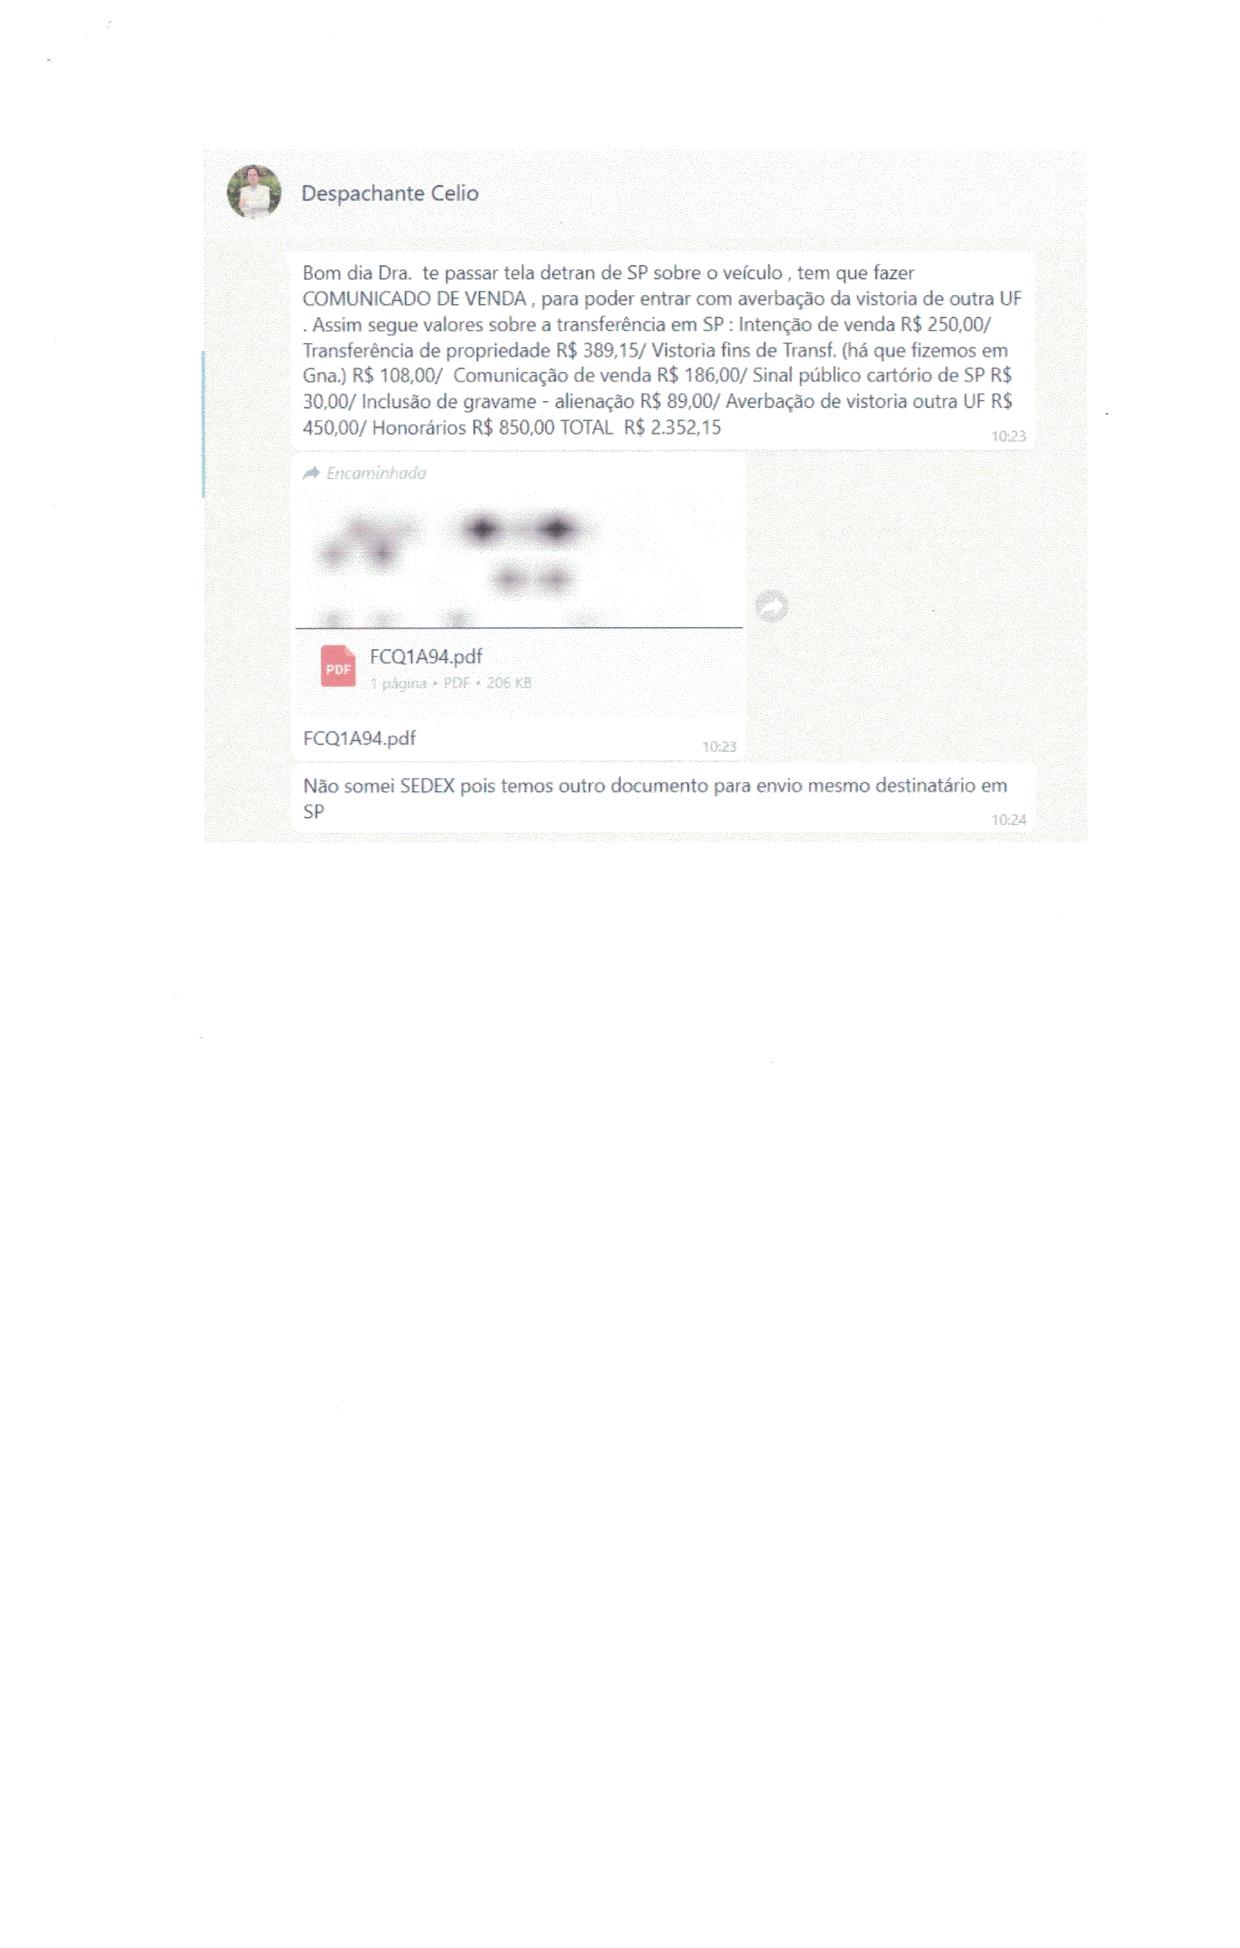 Despachante Celio
Bom dia Dra. te passar tela detran de SP sobre o veículo , tem que fazer
COMUNICADO DE VENDA , para poder entrar com averbação da vistoria de outra UF
. Assim segue valores sobre a transferência em SP : Intenção de venda R$ 250,00/
Transferência de propriedade R$ 389,15/ Vistoria fins de Transf. (há que fizemos em
Gna.) R$ 108,00/ Comunicação de venda R$ 186,00/ Sinal público cartório de SP R$
30,00/ Inclusão de gravame - alienação R$ 89,00/ Averbação de vistoria outra UF R$
450,00/ Honorários R$ 850,00 TOTAL R$ 2.352,15
10:23
Encaminhada
PDF
FCQ1A94.pdf
1 página • PDF • 206 KB
FCQ1A94.pdf
10:23
Não somei SEDEX pois temos outro documento para envio mesmo destinatário em
SP
10:24